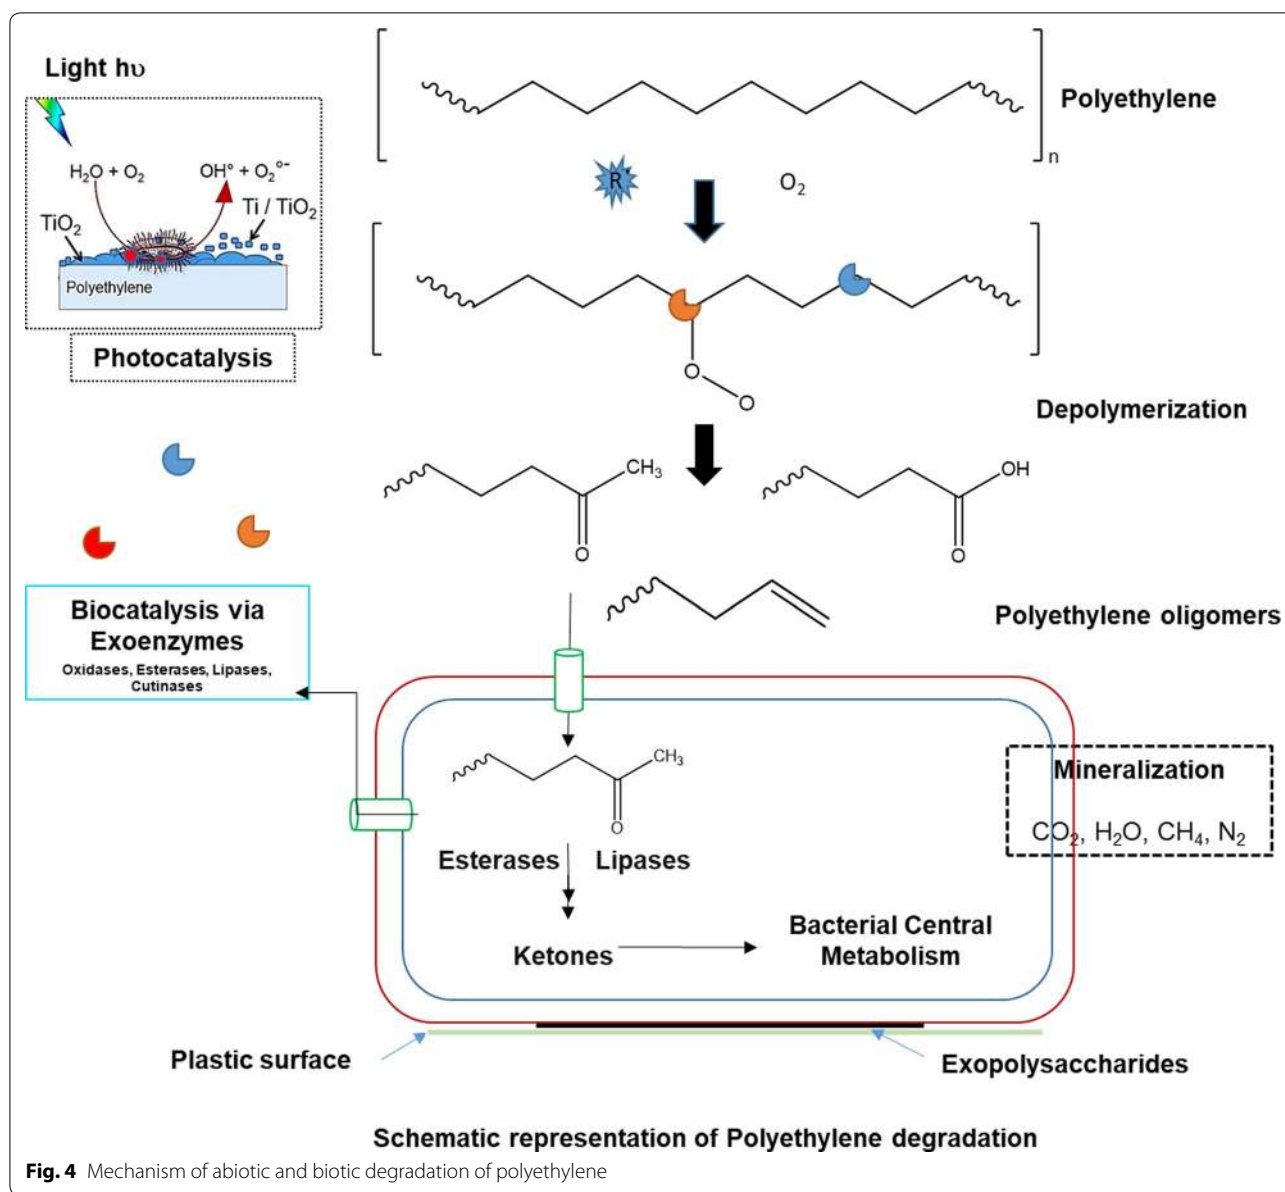 Light hυ
H₂O + O₂
OH° + O₂°⁻
Ti / TiO₂
TiO₂
Polyethylene
Photocatalysis
Polyethylene
n
R•
O₂
O
O
Depolymerization
CH₃
O
OH
O
Polyethylene oligomers
Biocatalysis via
Exoenzymes
Oxidases, Esterases, Lipases,
Cutinases
CH₃
O
Esterases
Lipases
Ketones
Bacterial Central
Metabolism
Mineralization
CO₂, H₂O, CH₄, N₂
Plastic surface
Exopolysaccharides
Schematic representation of Polyethylene degradation
Fig. 4 Mechanism of abiotic and biotic degradation of polyethylene